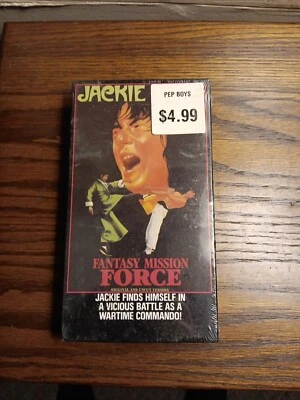 JACKIE
PEP BOYS
$4.99
FANTASY MISSION
FORCE
ORIGINAL AND UNCUT VERSION
JACKIE FINDS HIMSELF IN
A VICIOUS BATTLE AS A
WARTIME COMMANDO!